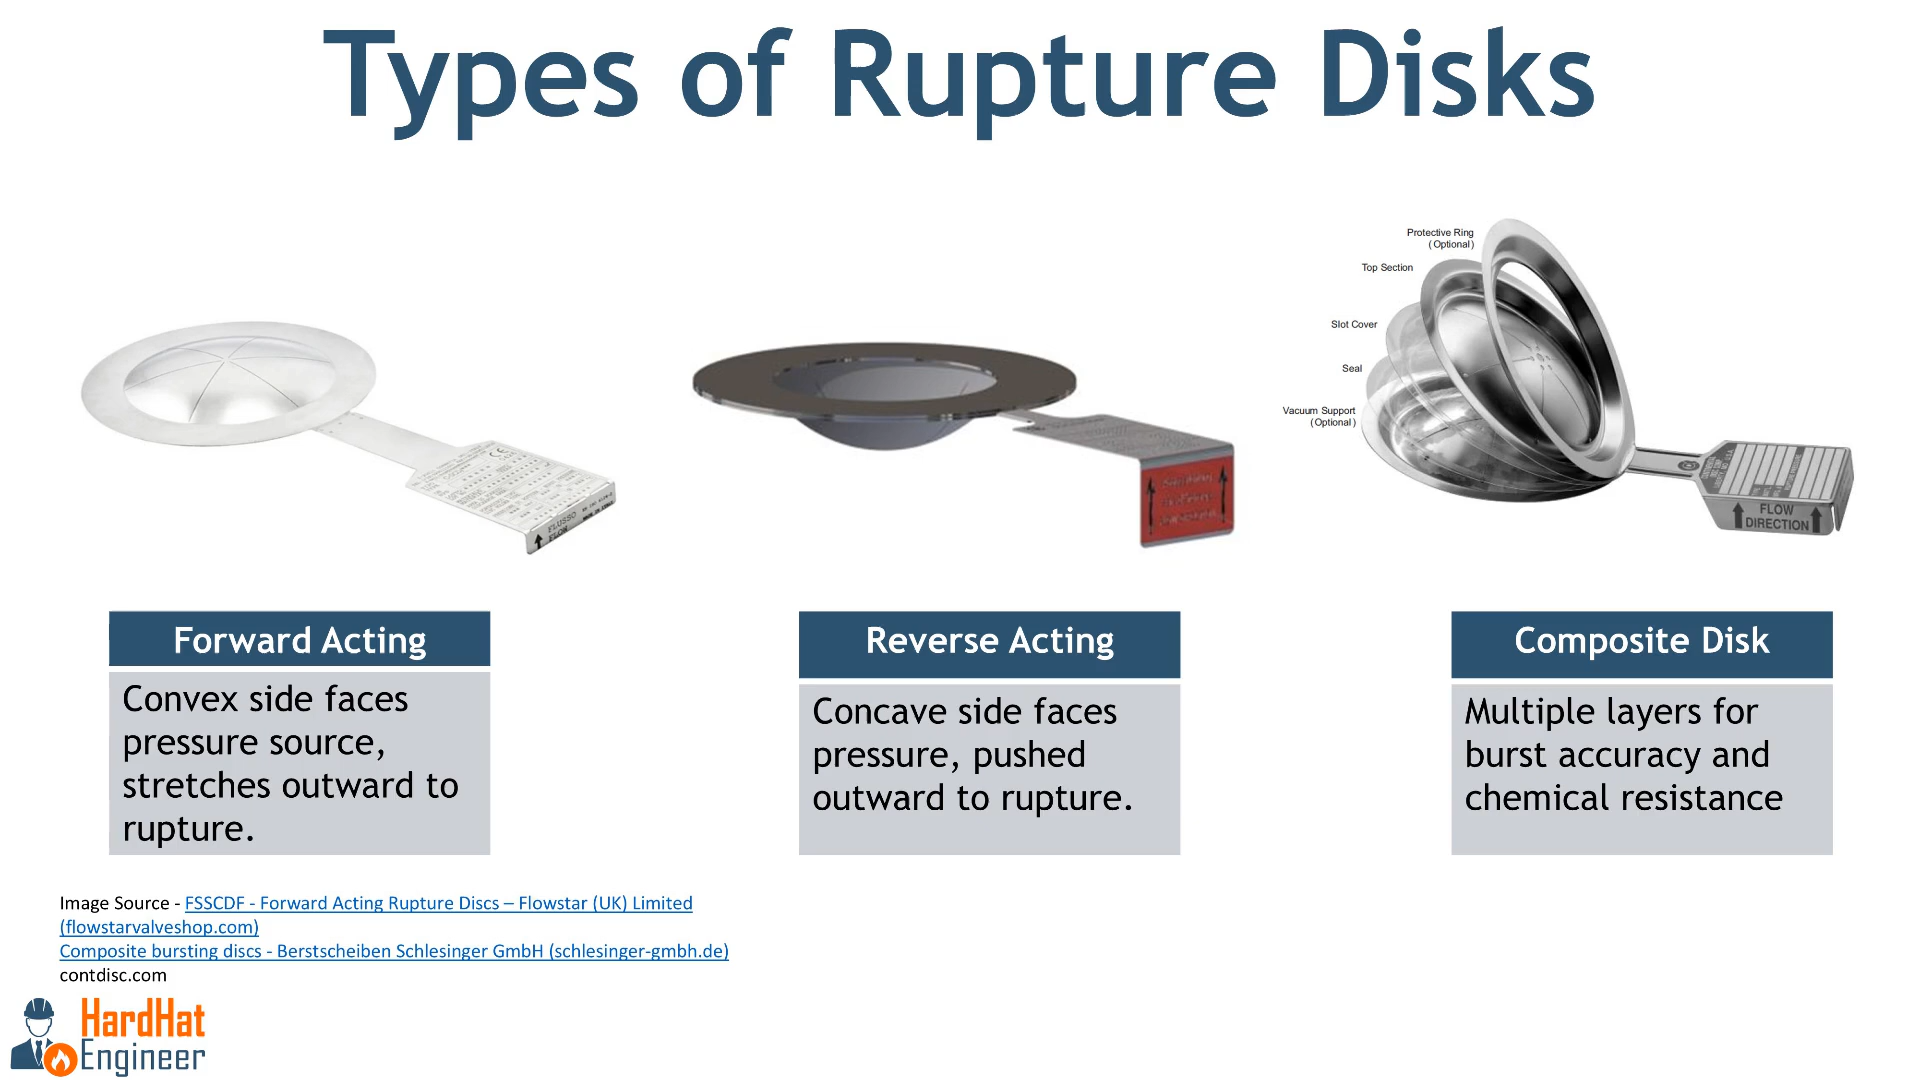 Types of Rupture Disks
Protective Ring
(Optional)
Top Section
Slot Cover
Seal
Vacuum Support
(Optional)
FLUSSO
FLOW
FLOW
DIRECTION
Forward Acting
Reverse Acting
Composite Disk
Convex side faces
pressure source,
stretches outward to
rupture.
Concave side faces
pressure, pushed
outward to rupture.
Multiple layers for
burst accuracy and
chemical resistance
Image Source - FSSCDF - Forward Acting Rupture Discs – Flowstar (UK) Limited
(flowstarvalveshop.com)
Composite bursting discs - Berstscheiben Schlesinger GmbH (schlesinger-gmbh.de)
contdisc.com
HardHat
Engineer